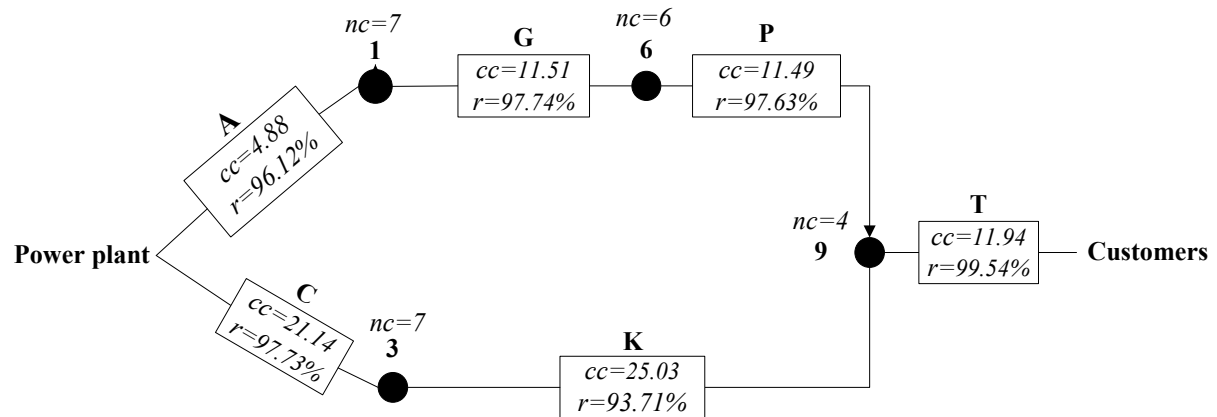 nc=7
1
G
cc=11.51
r=97.74%
nc=6
6
P
cc=11.49
r=97.63%
A
cc=4.88
r=96.12%
Power plant
nc=4
9
T
cc=11.94
r=99.54%
Customers
C
cc=21.14
r=97.73%
nc=7
3
K
cc=25.03
r=93.71%